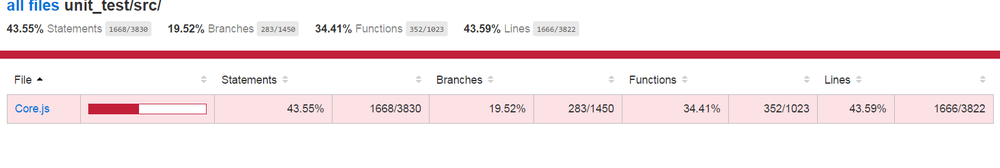 all files unit_test/src/
43.55% Statements 1668/3830 19.52% Branches 283/1450 34.41% Functions 352/1023 43.59% Lines 1666/3822
File Statements Branches Functions Lines
Core.js 43.55% 1668/3830 19.52% 283/1450 34.41% 352/1023 43.59% 1666/3822